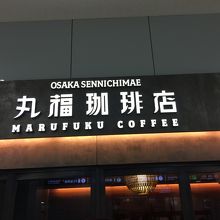 OSAKA SENNICHIMAE
丸福珈琲店
MARUFUKU COFFEE